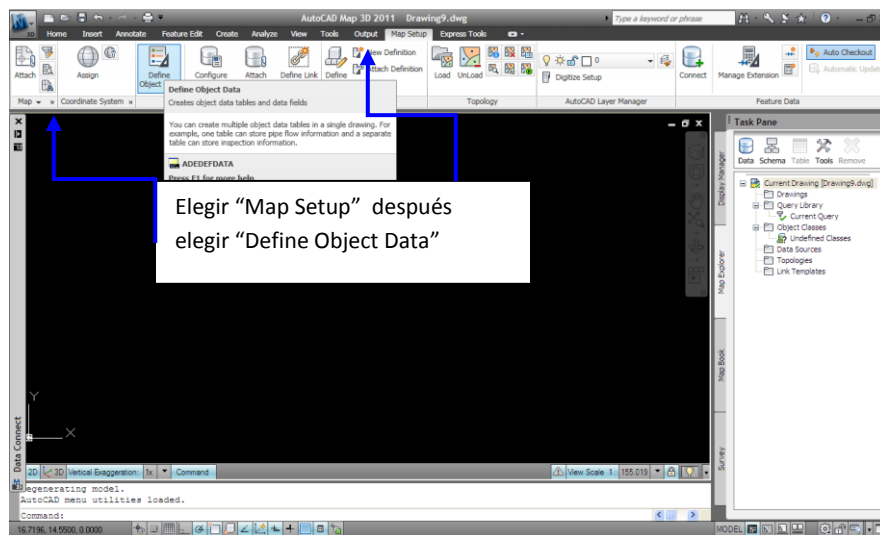 AutoCAD Map 3D 2011 Drawing9.dwg
Type a keyword or phrase
3D Home Insert Annotate Feature Edit Create Analyze View Tools Output Map Setup Express Tools
Attach
Assign
Define
Object
Configure
Attach
Define Link
Define
New Definition
Attach Definition
Load UnLoad
0
Digitize Setup
Connect
Manage Extension
Auto Checkout
Automatic Updat
Map
Coordinate System
Topology
AutoCAD Layer Manager
Feature Data
Define Object Data
Creates object data tables and data fields
You can create multiple object data tables in a single drawing. For
example, one table can store pipe flow information and a separate
table can store inspection information.
ADEDEFDATA
Press F1 for more help
Elegir “Map Setup” después
elegir “Define Object Data”
Task Pane
Data Schema Table Tools Remove
Display Manager
Map Explorer
Map Book
Survey
Current Drawing [Drawing9.dwg]
Drawings
Query Library
Current Query
Object Classes
Undefined Classes
Data Sources
Topologies
Link Templates
Y
X
Data Connect
2D 3D Vertical Exaggeration: 1x Command
View Scale 1: 155.019
egenerating model.
AutoCAD menu utilities loaded.
Command:
16.7196, 14.5500, 0.0000
MODEL